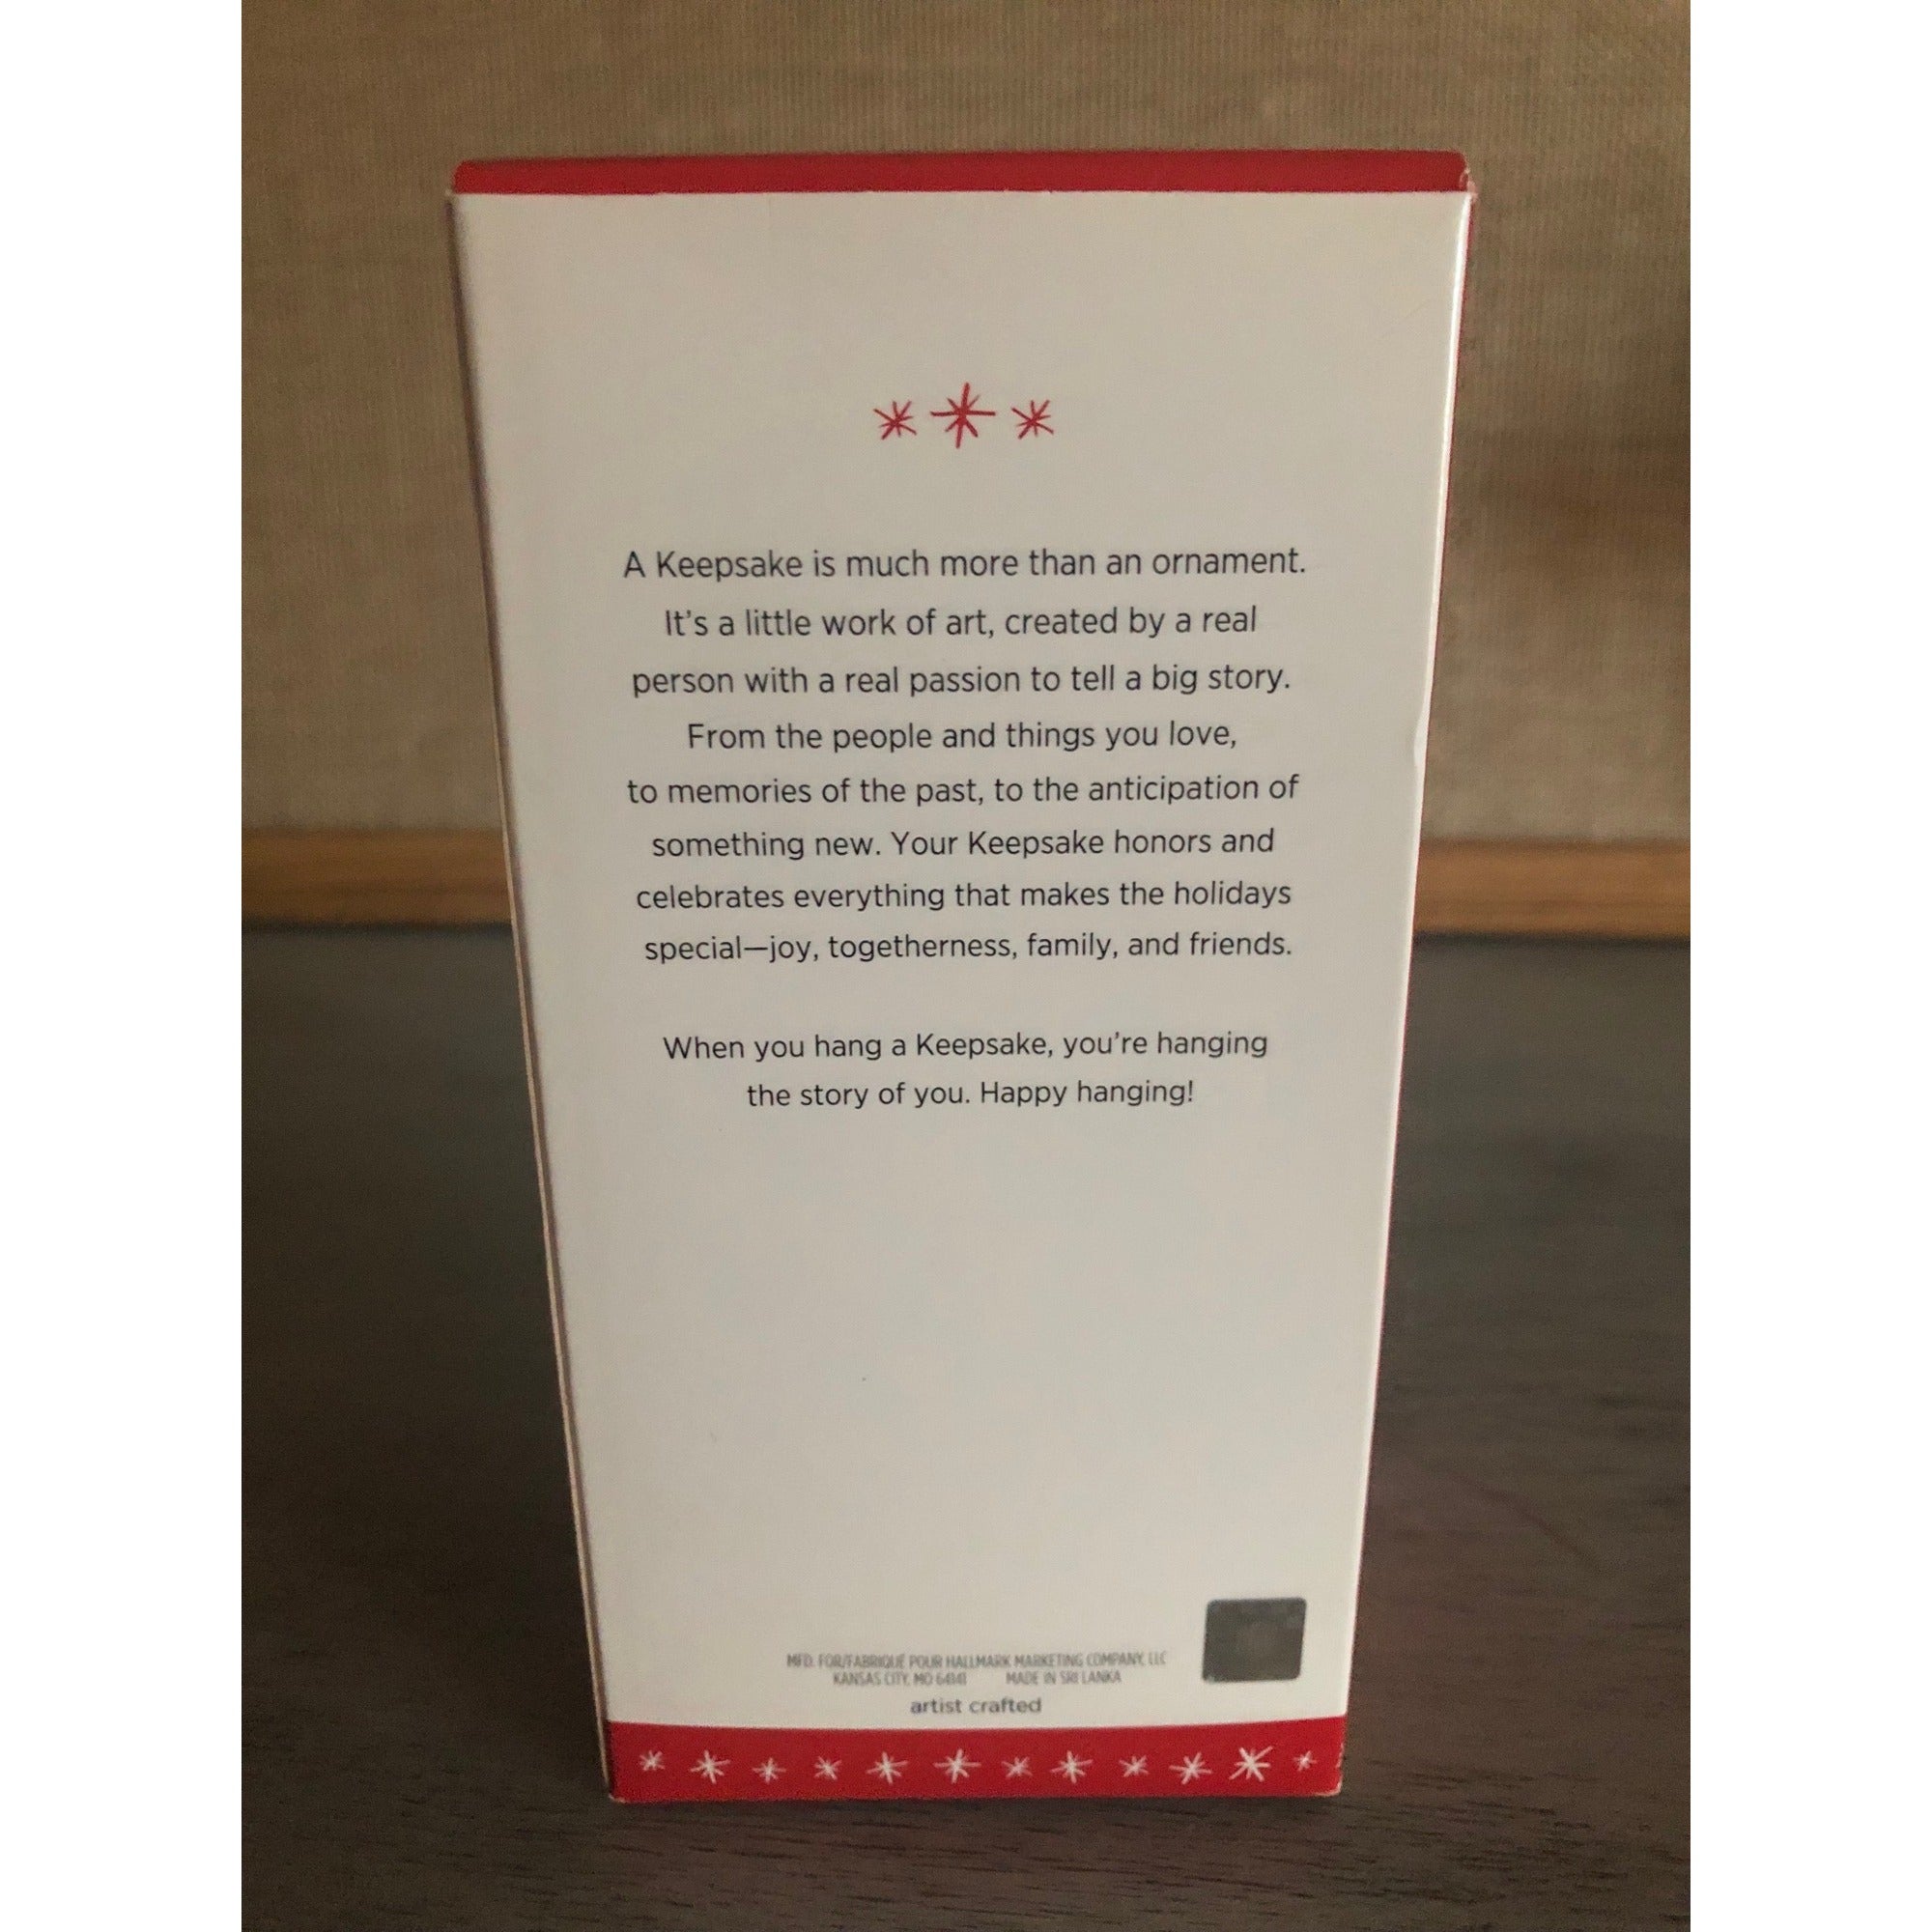 A Keepsake is much more than an ornament.
It's a little work of art, created by a real
person with a real passion to tell a big story.
From the people and things you love,
to memories of the past, to the anticipation of
something new. Your Keepsake honors and
celebrates everything that makes the holidays
special—joy, togetherness, family, and friends.
When you hang a Keepsake, you're hanging
the story of you. Happy hanging!
MFD. FOR/FABRIQUÉ POUR HALLMARK MARKETING COMPANY, LLC
KANSAS CITY, MO 64141 MADE IN SRI LANKA
artist crafted